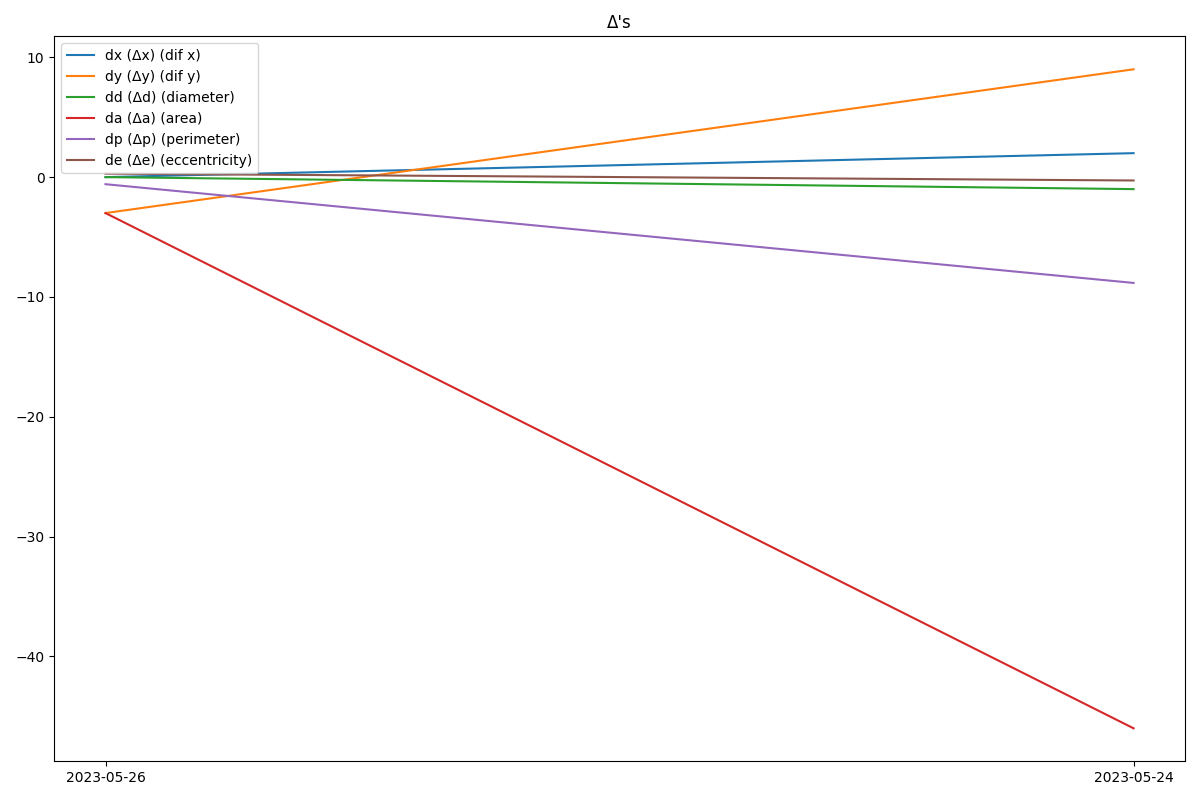 Δ's
dx (Δx) (dif x)
dy (Δy) (dif y)
dd (Δd) (diameter)
da (Δa) (area)
dp (Δp) (perimeter)
de (Δe) (eccentricity)
10
0
−10
−20
−30
−40
2023-05-26
2023-05-24